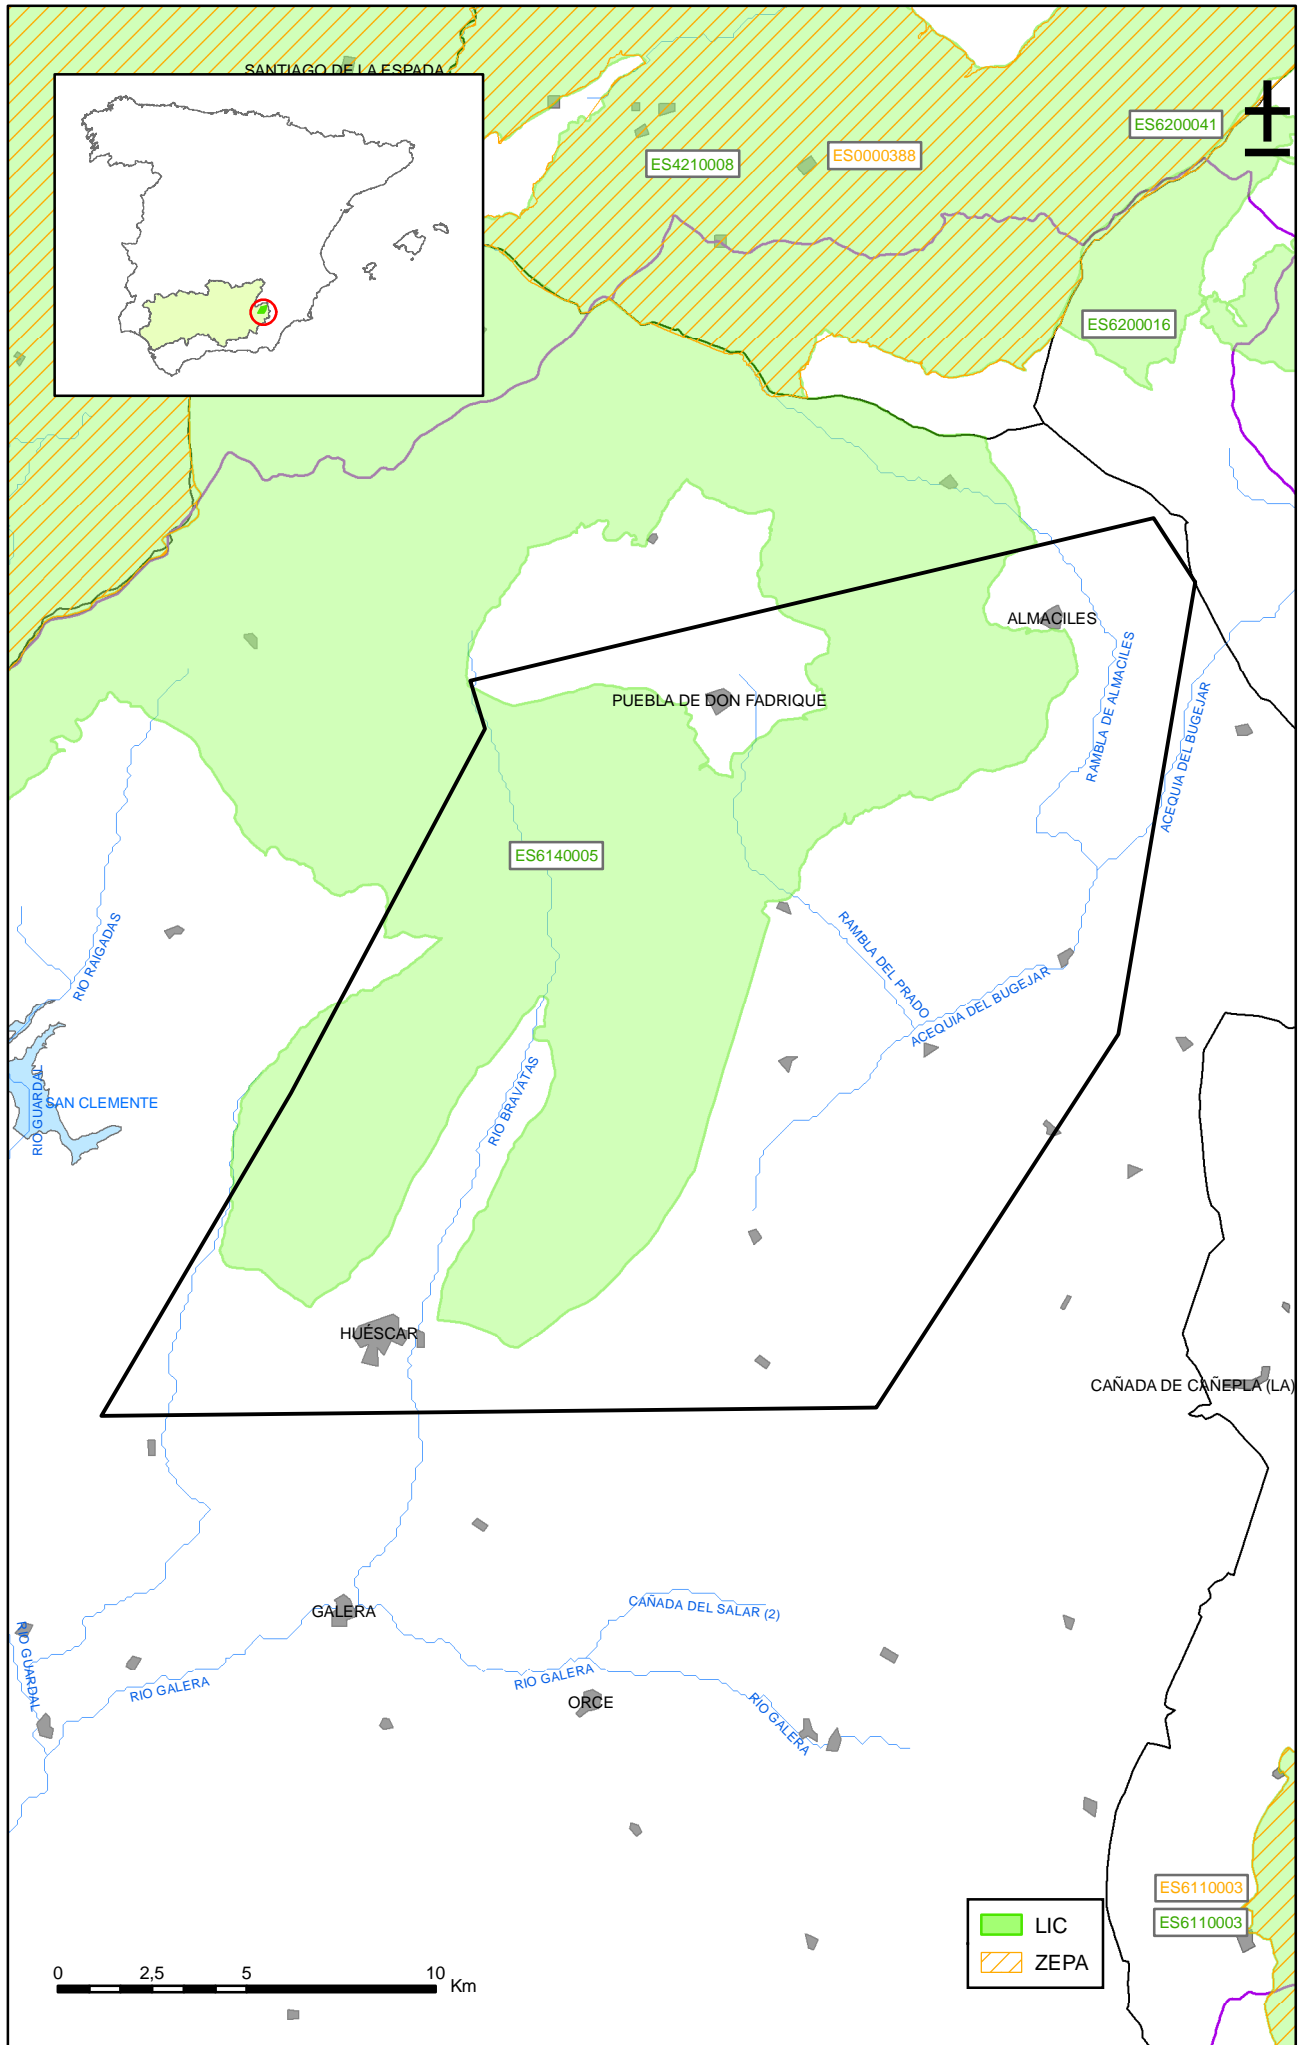 SANTIAGO DE LA ESPADA
ES6200041
ES4210008
ES0000388
ES6200016
ALMACILES
PUEBLA DE DON FADRIQUE
RAMBLA DE ALMACILES
ACEQUIA DEL BUGEJAR
ES6140005
RIO RAIGADAS
RAMBLA DEL PRADO
ACEQUIA DEL BUGEJAR
RIO GUARDAL
SAN CLEMENTE
RIO BRAVATAS
HUÉSCAR
CAÑADA DE CAÑEPLA (LA)
GALERA
CAÑADA DEL SALAR (2)
RIO GUARDAL
RIO GALERA
RIO GALERA
ORCE
RIO GALERA
ES6110003
ES6110003
LIC
ZEPA
0 2,5 5 10
Km